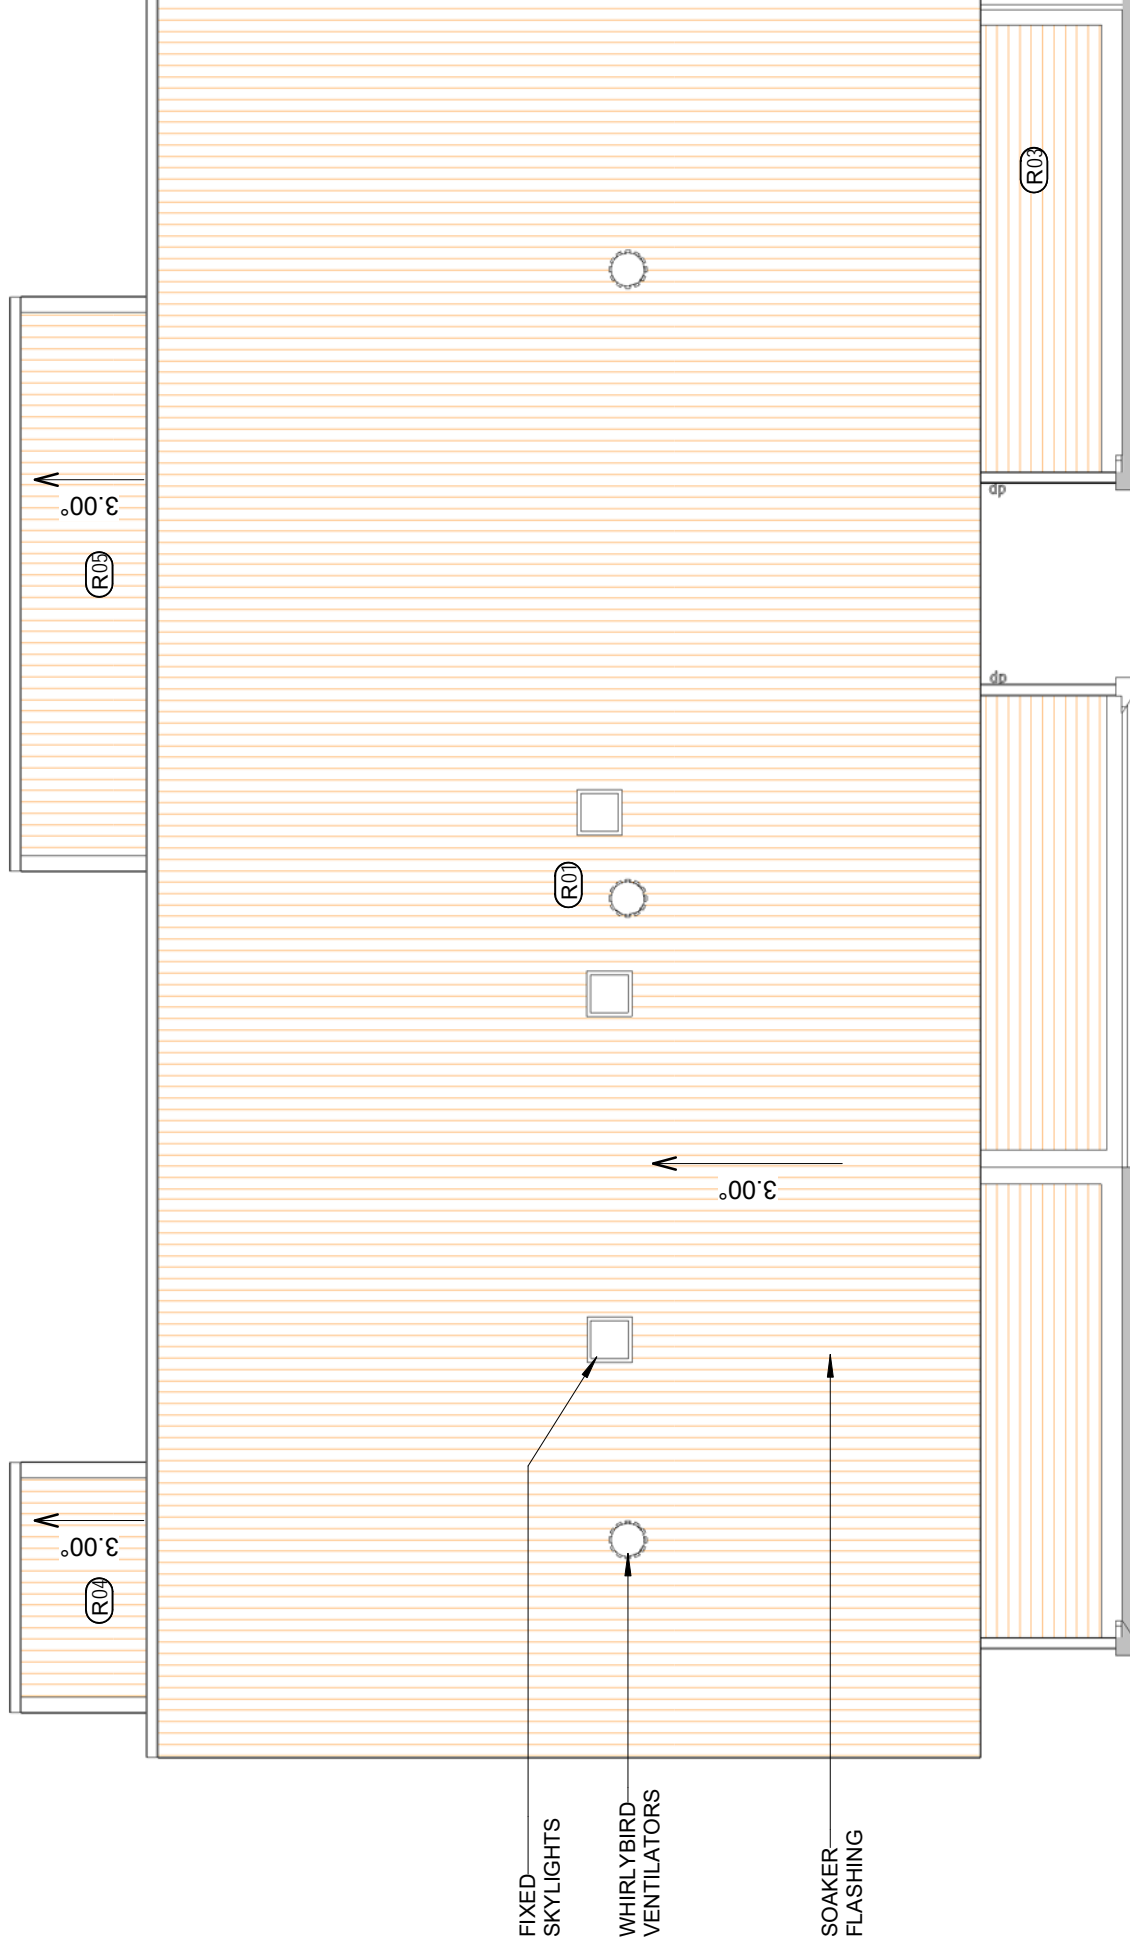 R03
dp
dp
R05
3.00°
R01
3.00°
R04
3.00°
FIXED
SKYLIGHTS
WHIRLYBIRD
VENTILATORS
SOAKER
FLASHING